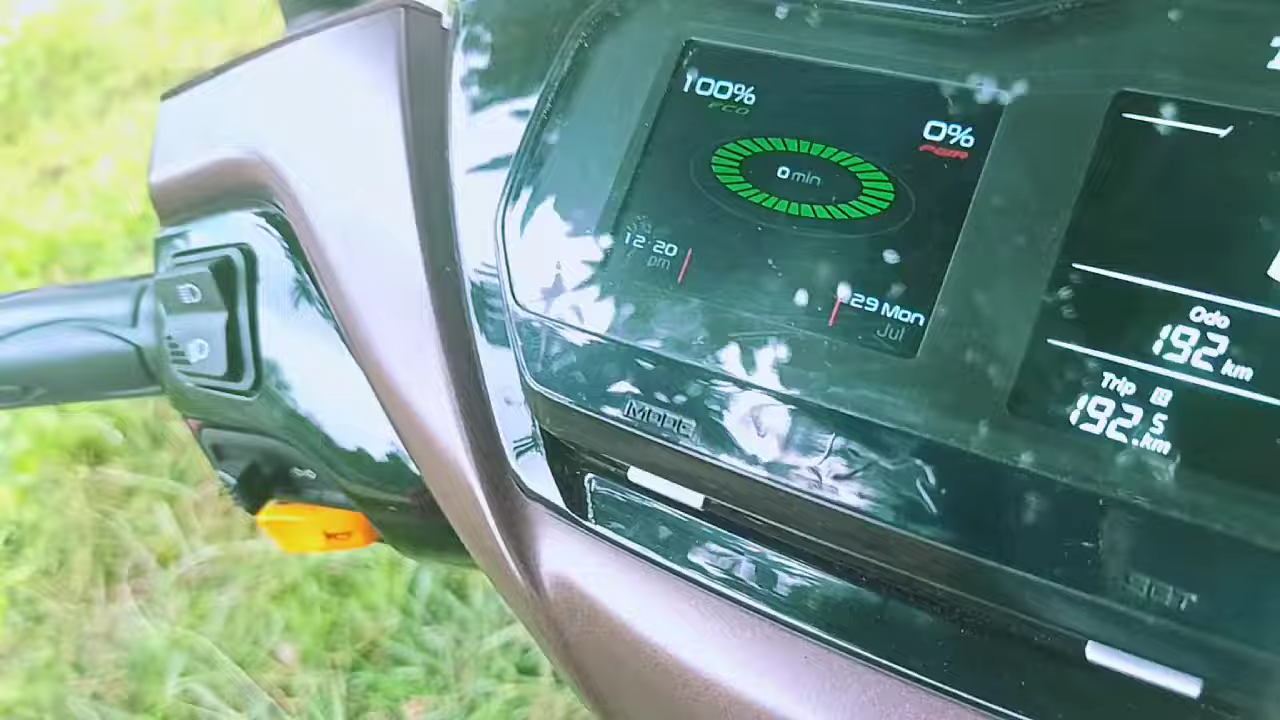 100%
ECO
0%
PWR
0 min
12:20
pm
29 Mon
Jul
Odo
192 km
Trip
192.5 km
MODE
SET